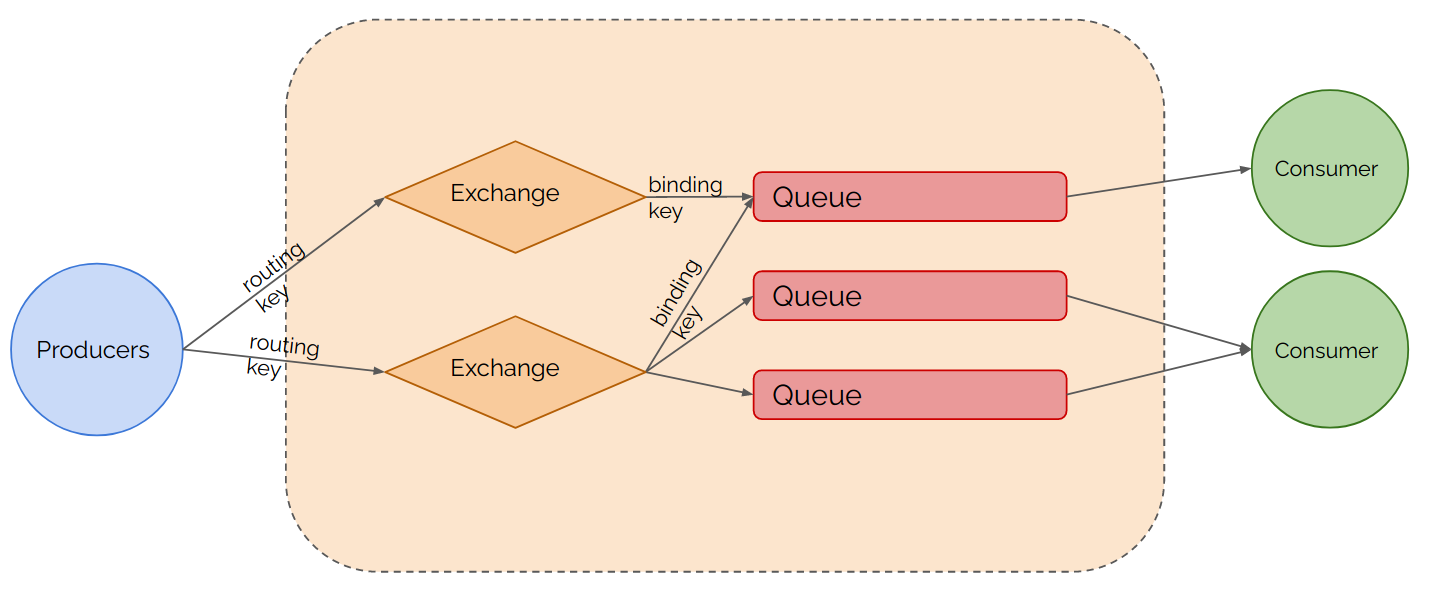 Producers
routing
key
routing
key
Exchange
Exchange
binding
key
binding
key
Queue
Queue
Queue
Consumer
Consumer